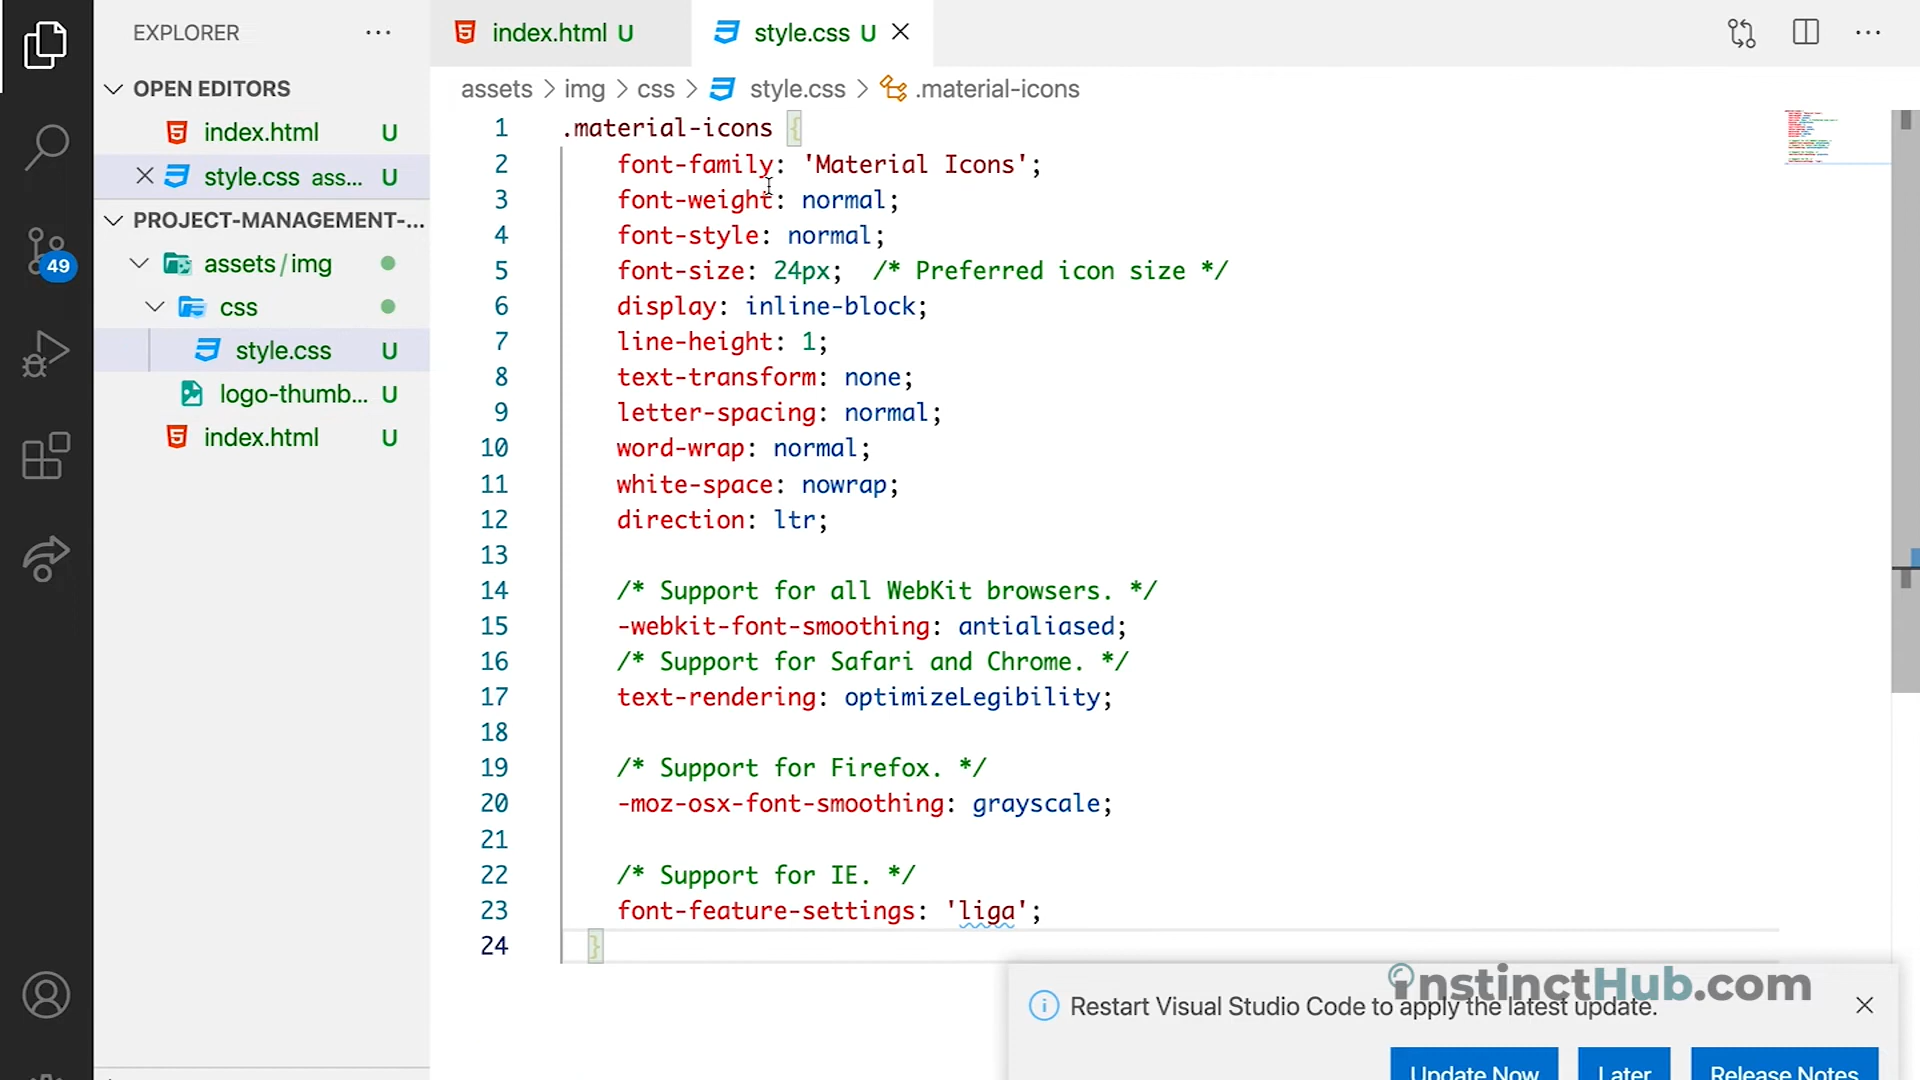 EXPLORER
OPEN EDITORS
index.html U
style.css ass... U
PROJECT-MANAGEMENT-...
assets/img
css
style.css U
logo-thumb... U
index.html U
49
index.html U
style.css U
assets > img > css > style.css > .material-icons
1 .material-icons {
2 font-family: 'Material Icons';
3 font-weight: normal;
4 font-style: normal;
5 font-size: 24px; /* Preferred icon size */
6 display: inline-block;
7 line-height: 1;
8 text-transform: none;
9 letter-spacing: normal;
10 word-wrap: normal;
11 white-space: nowrap;
12 direction: ltr;
13
14 /* Support for all WebKit browsers. */
15 -webkit-font-smoothing: antialiased;
16 /* Support for Safari and Chrome. */
17 text-rendering: optimizeLegibility;
18
19 /* Support for Firefox. */
20 -moz-osx-font-smoothing: grayscale;
21
22 /* Support for IE. */
23 font-feature-settings: 'liga';
24 }
instinctHub.com
Restart Visual Studio Code to apply the latest update.
Update Now
Later
Release Notes